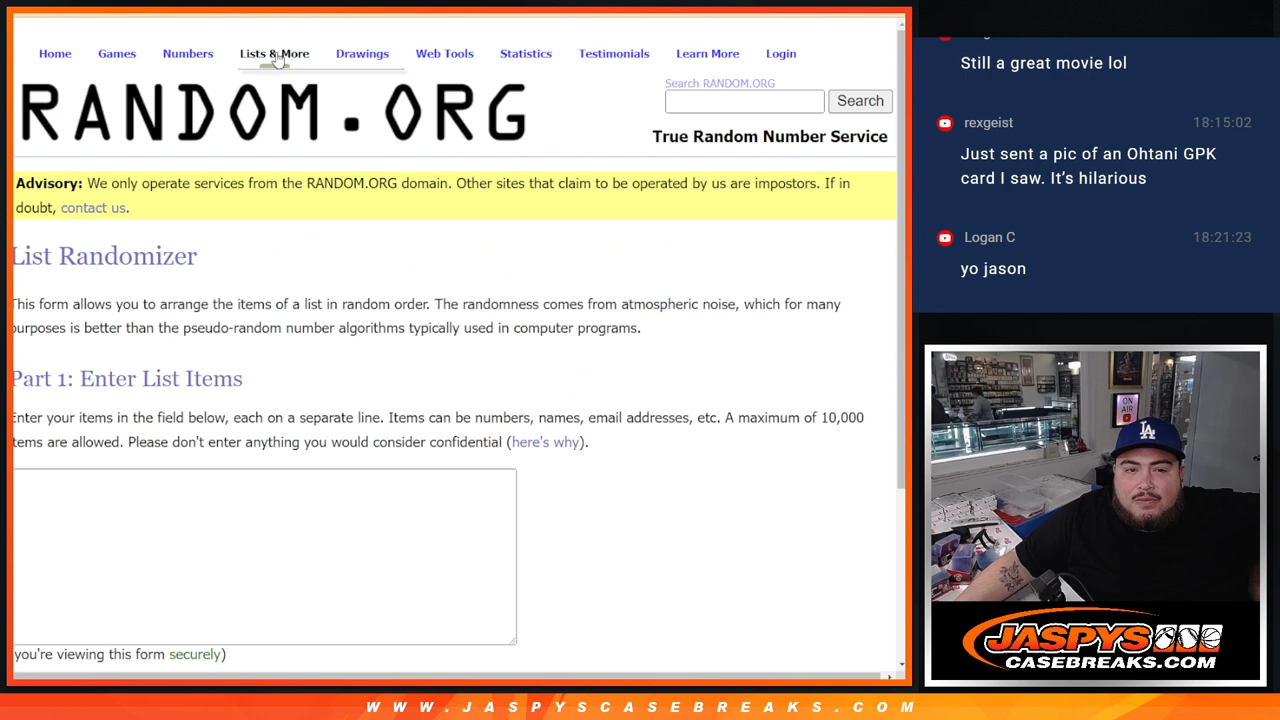 Home Games Numbers Lists & More Drawings Web Tools Statistics Testimonials Learn More Login
RANDOM.ORG
Search RANDOM.ORG
Search
True Random Number Service
Advisory: We only operate services from the RANDOM.ORG domain. Other sites that claim to be operated by us are impostors. If in
doubt, contact us.
List Randomizer
This form allows you to arrange the items of a list in random order. The randomness comes from atmospheric noise, which for many
purposes is better than the pseudo-random number algorithms typically used in computer programs.
Part 1: Enter List Items
Enter your items in the field below, each on a separate line. Items can be numbers, names, email addresses, etc. A maximum of 10,000
items are allowed. Please don't enter anything you would consider confidential (here's why).
you're viewing this form securely)
Still a great movie lol
rexgeist 18:15:02
Just sent a pic of an Ohtani GPK
card I saw. It's hilarious
Logan C 18:21:23
yo jason
ON
AIR
LA
JASPYS
CASEBREAKS.COM
WWW.JASPYSCASEBREAKS.COM